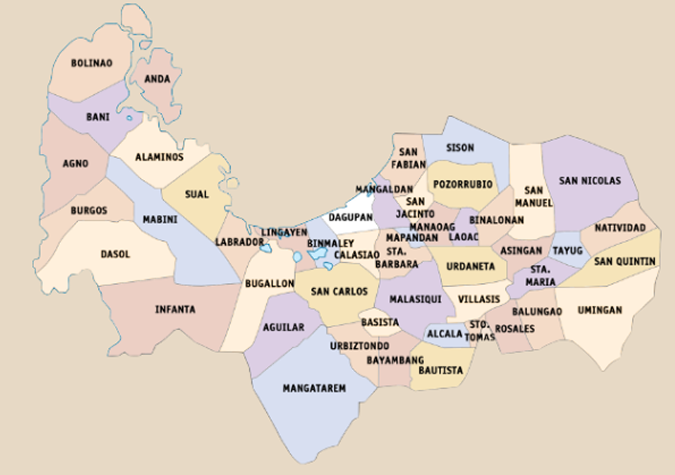 BOLINAO
ANDA
BANI
ALAMINOS
AGNO
SUAL
BURGOS
MABINI
DASOL
INFANTA
LABRADOR
LINGAYEN
BUGALLON
AGUILAR
MANGATAREM
BINMALEY
DAGUPAN
CALASIAO
SAN CARLOS
BASISTA
URBIZTONDO
BAYAMBANG
SAN
FABIAN
MANGALDAN
SAN
JACINTO
MANAOAG
MAPANDAN
STA.
BARBARA
MALASIQUI
SISON
POZORRUBIO
LAOAC
BINALONAN
URDANETA
VILLASIS
ALCALA
BAUTISTA
STO.
TOMAS
ROSALES
SAN
MANUEL
ASINGAN
SAN NICOLAS
TAYUG
NATIVIDAD
SAN QUINTIN
STA.
MARIA
BALUNGAO
UMINGAN